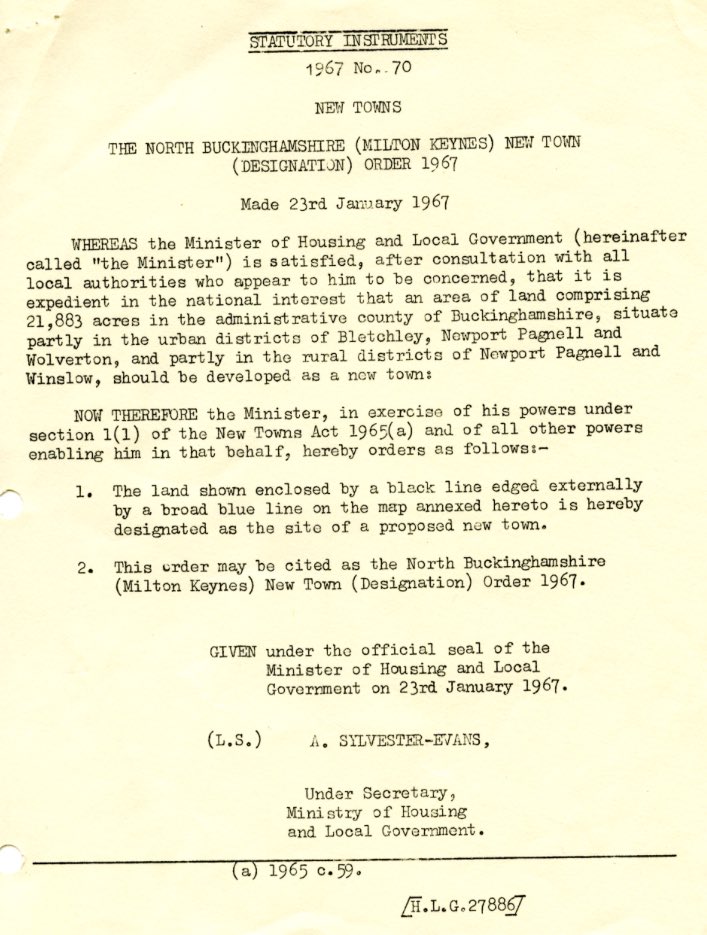 STATUTORY INSTRUMENTS
1967 No. 70
NEW TOWNS
THE NORTH BUCKINGHAMSHIRE (MILTON KEYNES) NEW TOWN
(DESIGNATION) ORDER 1967
Made 23rd January 1967
WHEREAS the Minister of Housing and Local Government (hereinafter
called "the Minister") is satisfied, after consultation with all
local authorities who appear to him to be concerned, that it is
expedient in the national interest that an area of land comprising
21,883 acres in the administrative county of Buckinghamshire, situate
partly in the urban districts of Bletchley, Newport Pagnell and
Wolverton, and partly in the rural districts of Newport Pagnell and
Winslow, should be developed as a new town:
NOW THEREFORE the Minister, in exercise of his powers under
section 1(1) of the New Towns Act 1965(a) and of all other powers
enabling him in that behalf, hereby orders as follows:-
1. The land shown enclosed by a black line edged externally
by a broad blue line on the map annexed hereto is hereby
designated as the site of a proposed new town.
2. This order may be cited as the North Buckinghamshire
(Milton Keynes) New Town (Designation) Order 1967.
GIVEN under the official seal of the
Minister of Housing and Local
Government on 23rd January 1967.
(L.S.) A. SYLVESTER-EVANS,
Under Secretary,
Ministry of Housing
and Local Government.
(a) 1965 c.59.
[H.L.G.27886]